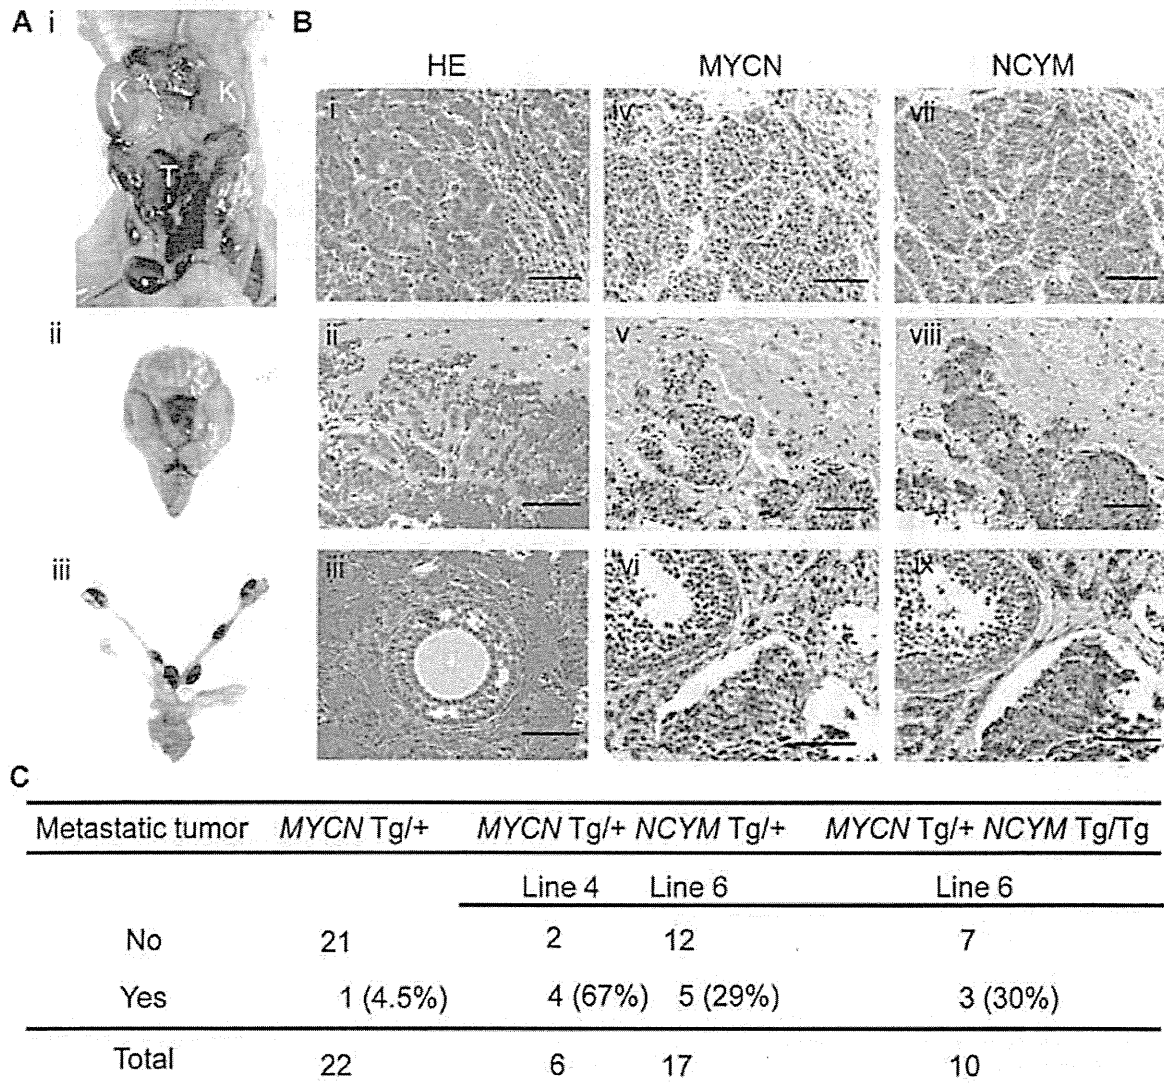 A i
K K
T
ii
iii
B
HE MYCN NCYM
i iv vii
ii v viii
iii vi ix
C
Metastatic tumor MYCN Tg/+ MYCN Tg/+ NCYM Tg/+ MYCN Tg/+ NCYM Tg/Tg
Line 4 Line 6 Line 6
No 21 2 12 7
Yes 1 (4.5%) 4 (67%) 5 (29%) 3 (30%)
Total 22 6 17 10